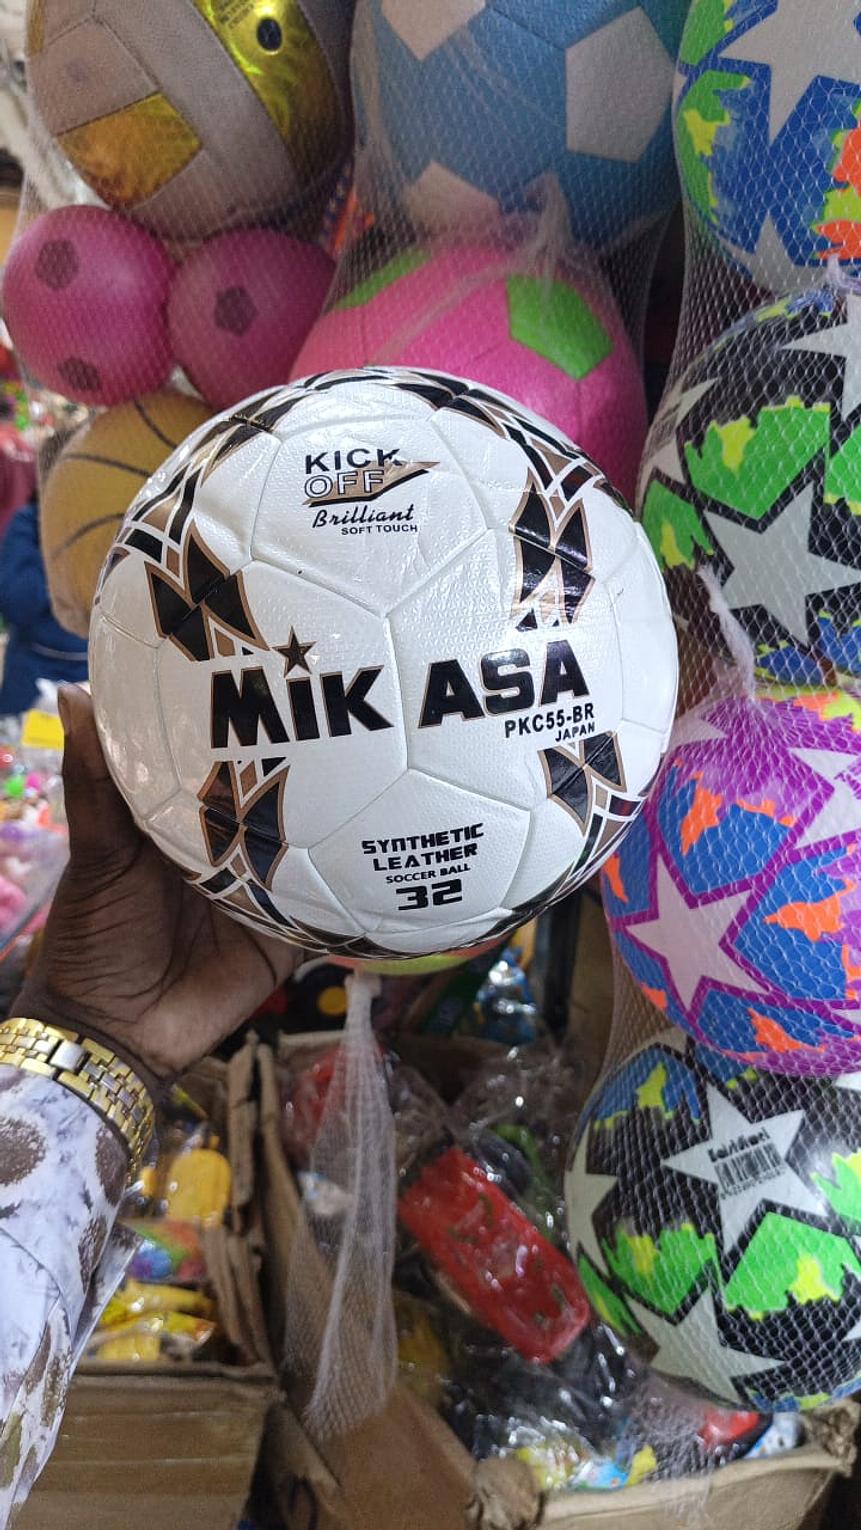 KICK
OFF
Brilliant
SOFT TOUCH
MiKASA
PKC55-BR
JAPAN
SYNTHETIC
LEATHER
SOCCER BALL
32